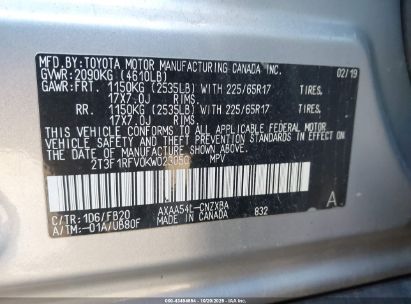 MFD.BY:TOYOTA MOTOR MANUFACTURING CANADA INC.
GVWR:2090KG (4610LB) 02/19
GAWR:FRT. 1150KG (2535LB) WITH 225/65R17 TIRES.
17X7.0J RIMS.
RR. 1150KG (2535LB) WITH 225/65R17 TIRES.
17X7.0J RIMS.
THIS VEHICLE CONFORMS TO ALL APPLICABLE FEDERAL MOTOR
VEHICLE SAFETY AND BUMPER STANDARDS IN EFFECT ON THE DATE
OF MANUFACTURE SHOWN ABOVE.
2T3F1RFV0KW023050 MPV
C/TR: 1D6/FB20 AXAA54L-CNZXBA A
A/TM:-01A/UB80F MADE IN CANADA 832